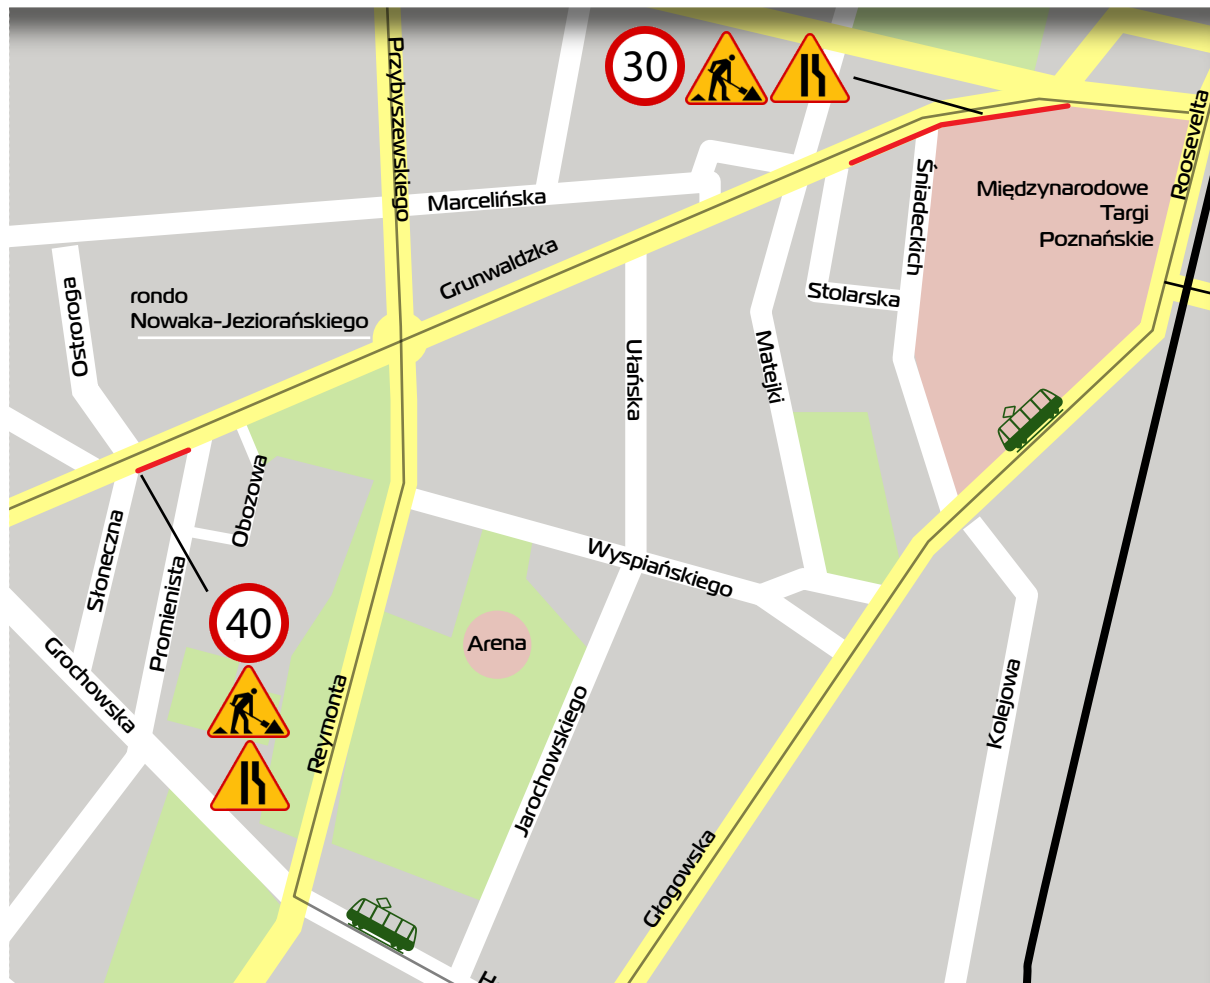 30
Przybyszewskiego
Roosevelta
Śniadeckich
Międzynarodowe
Targi
Poznańskie
Marcelińska
Grunwaldzka
Ostroroga
rondo
Nowaka-Jeziorańskiego
Stolarska
Ułańska
Matejki
Obozowa
Słoneczna
Promienista
Wyspiańskiego
40
Arena
Grochowska
Reymonta
Jarochowskiego
Kolejowa
Głogowska